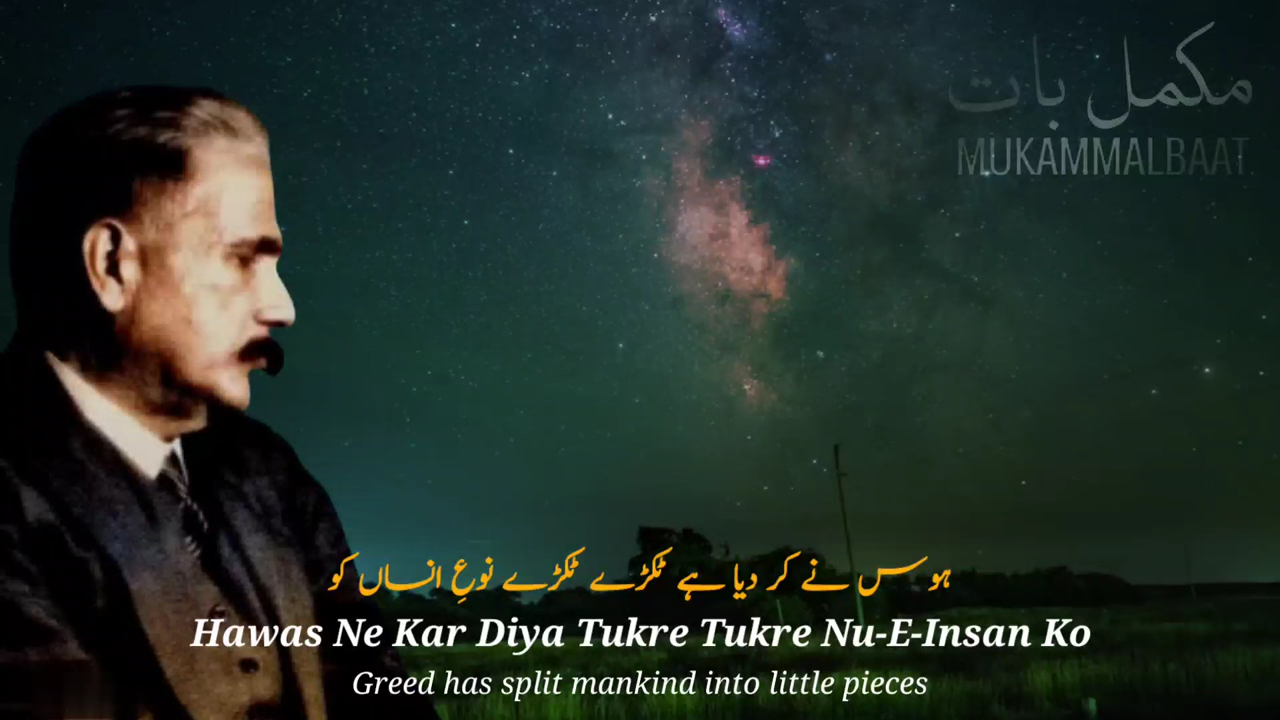 مکمل بات
MUKAMMALBAAT
ہوس نے کر دیا ہے ٹکڑے ٹکڑے نوعِ انساں کو
Hawas Ne Kar Diya Tukre Tukre Nu-E-Insan Ko
Greed has split mankind into little pieces